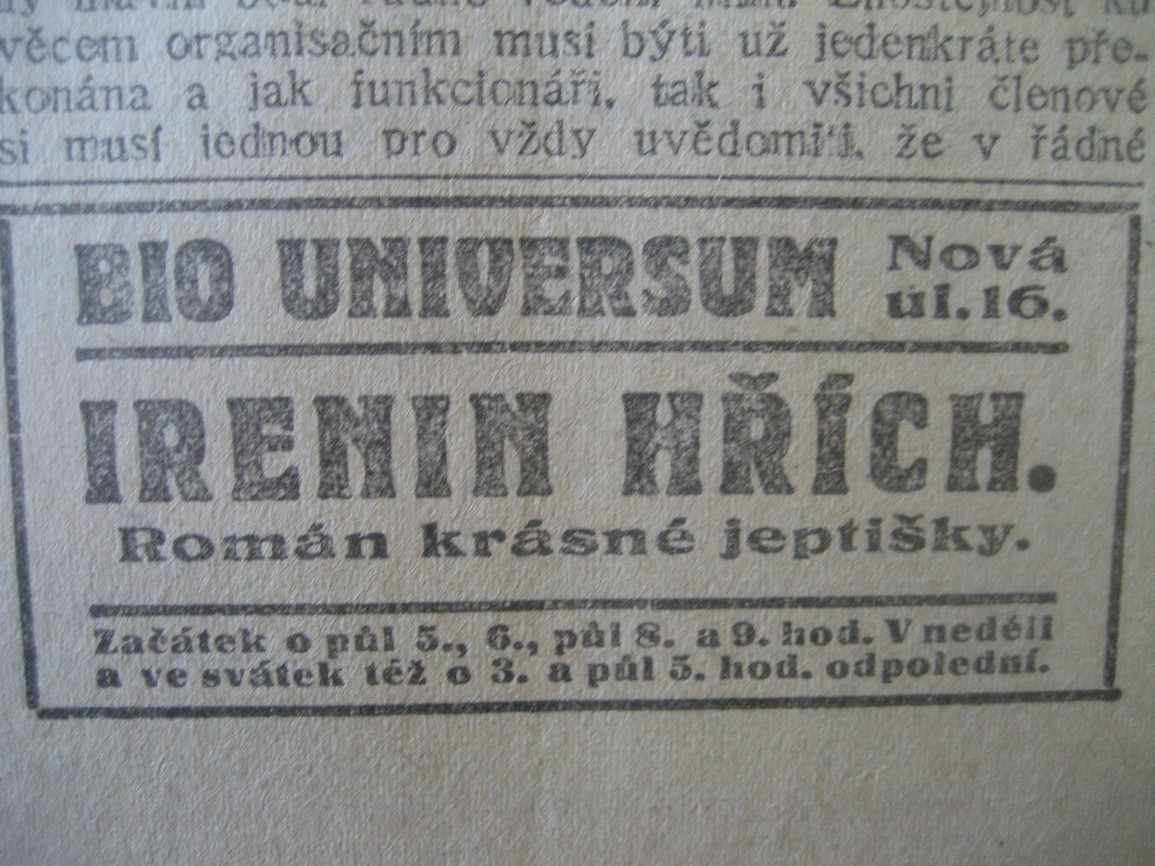 věcem organisačním musí býti už jedenkráte pře-
konána a jak funkcionáři, tak i všichni členové
si musí jednou pro vždy uvědomiti, že v řádné
BIO UNIVERSUM Nová ul. 16.
IRENIN HŘÍCH.
Román krásné jeptišky.
Začátek o půl 5., 6., půl 8. a 9. hod. V neděli
a ve svátek též o 3. a půl 5. hod. odpolední.